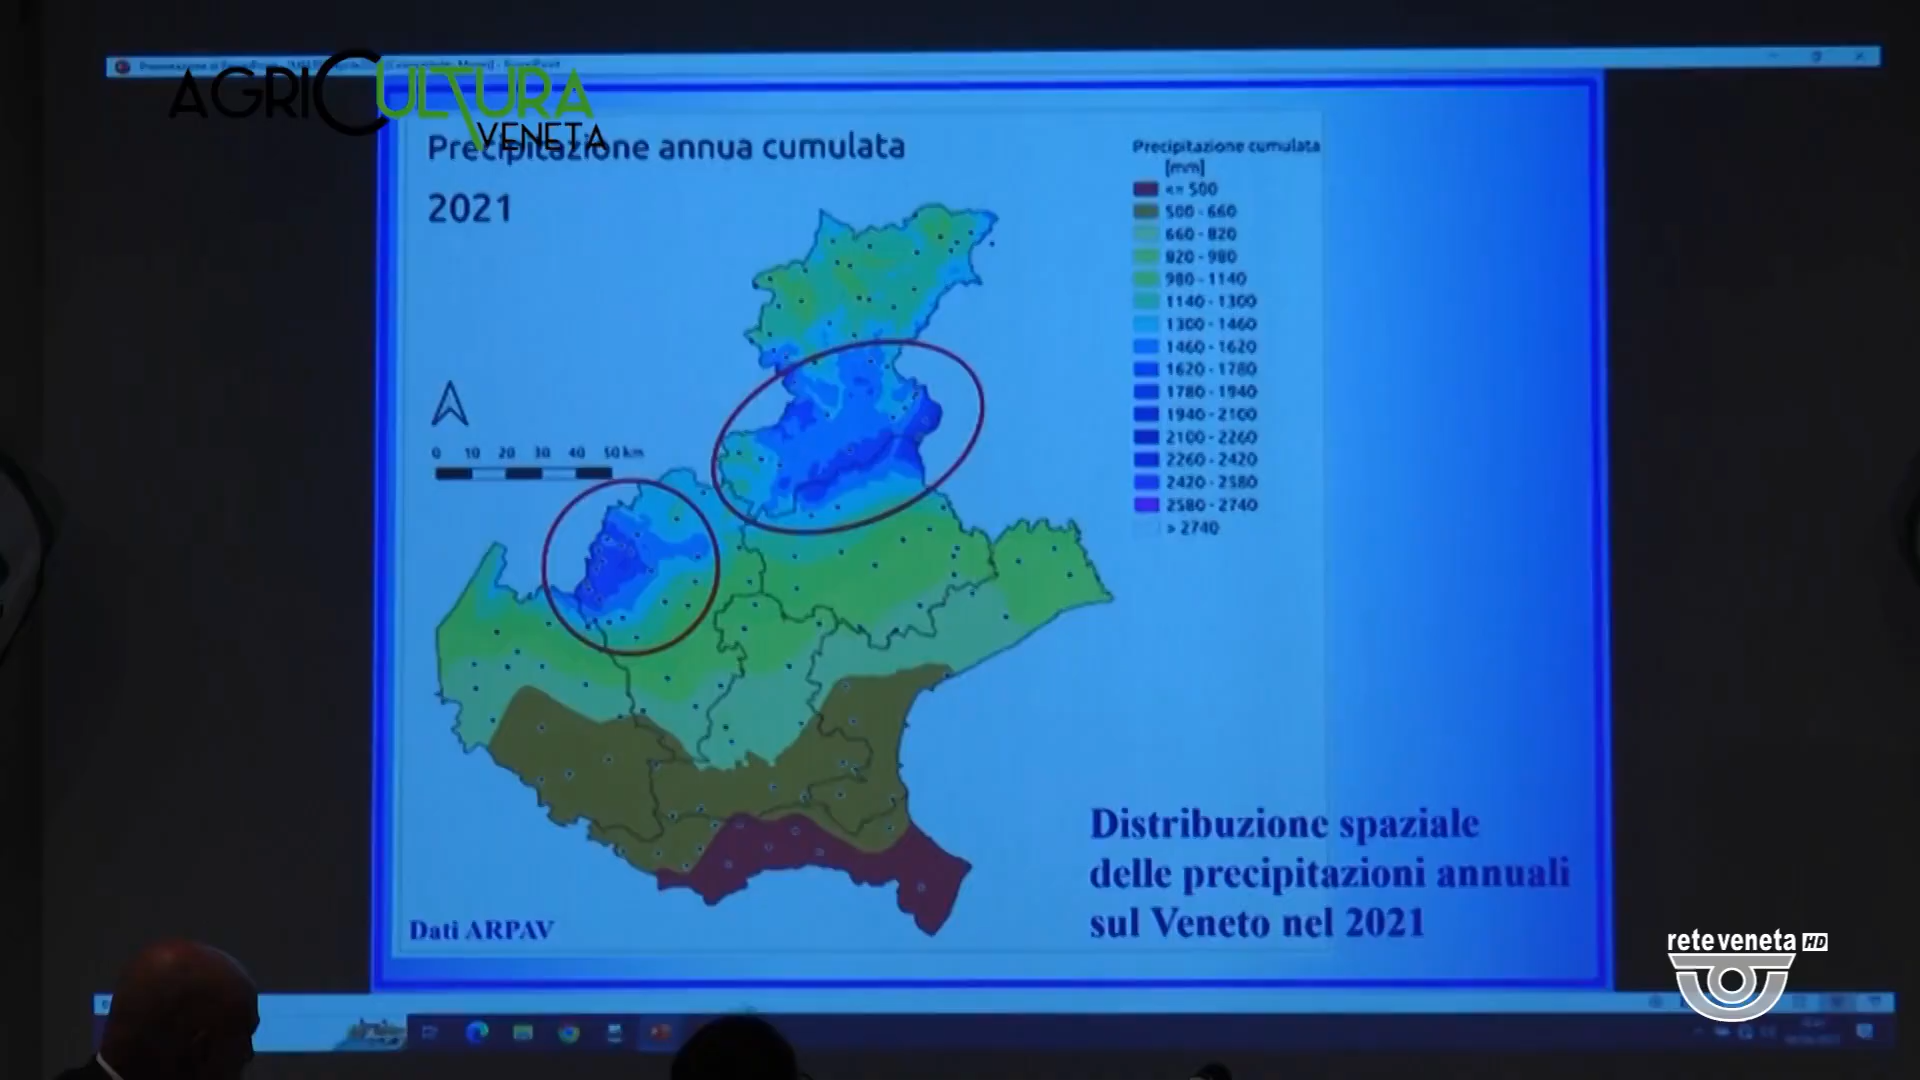 AGRICULTURA
VENETA
Precipitazione annua cumulata
2021
Precipitazione cumulata
[mm]
<= 500
500 - 660
660 - 820
820 - 980
980 - 1140
1140 - 1300
1300 - 1460
1460 - 1620
1620 - 1780
1780 - 1940
1940 - 2100
2100 - 2260
2260 - 2420
2420 - 2580
2580 - 2740
> 2740
0 10 20 30 40 50 km
Distribuzione spaziale
delle precipitazioni annuali
sul Veneto nel 2021
Dati ARPAV
reteveneta HD